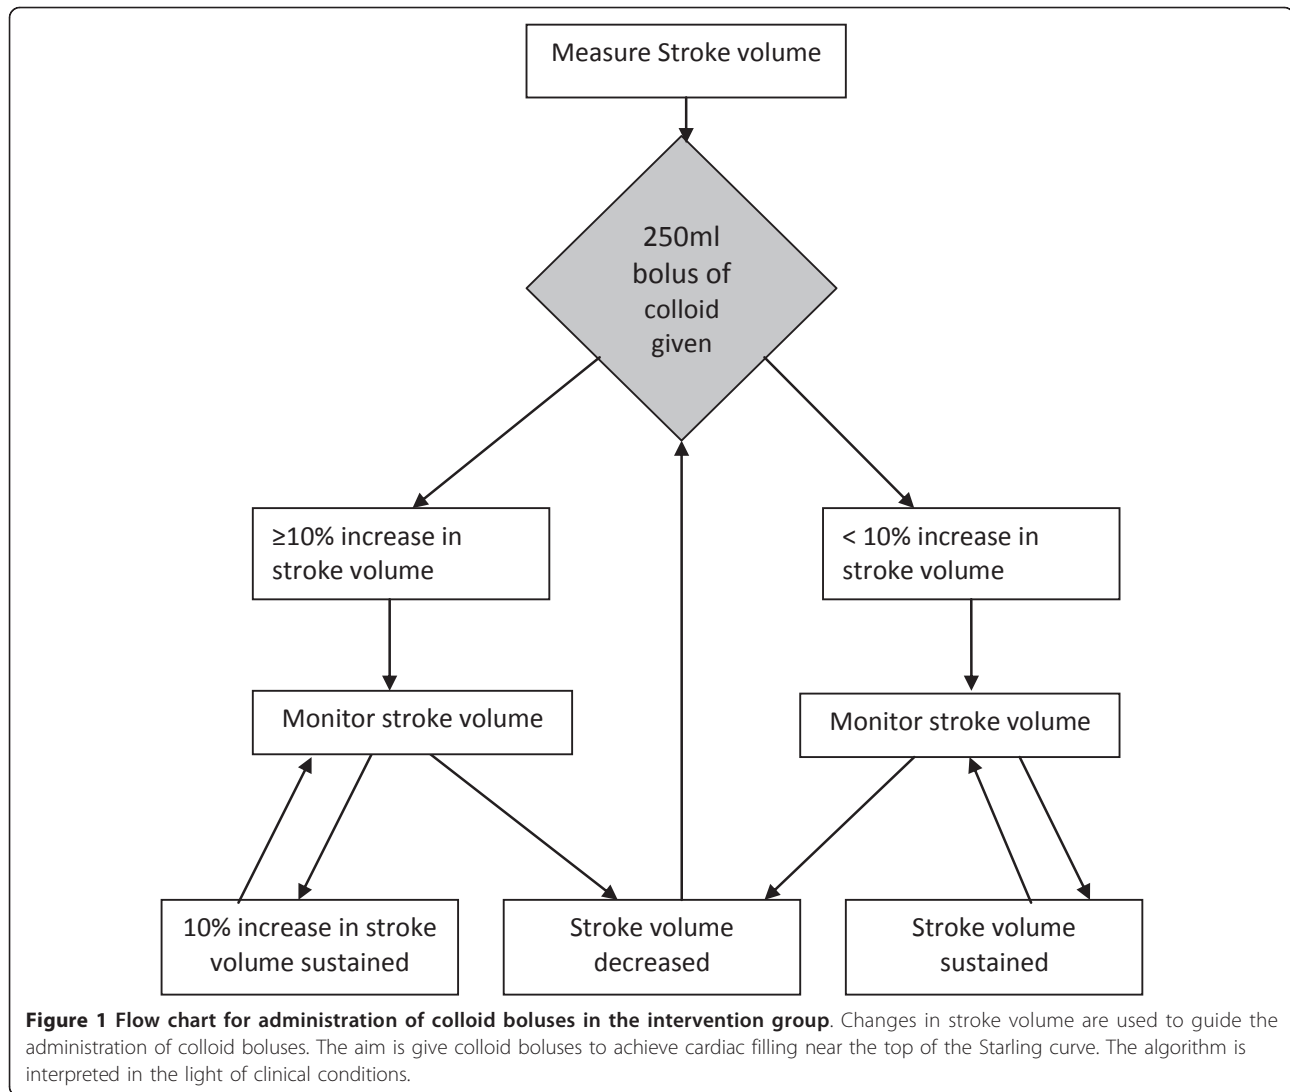 Measure Stroke volume
250ml
bolus of
colloid
given
≥10% increase in
stroke volume
< 10% increase in
stroke volume
Monitor stroke volume
Monitor stroke volume
10% increase in stroke
volume sustained
Stroke volume
decreased
Stroke volume
sustained
Figure 1 Flow chart for administration of colloid boluses in the intervention group. Changes in stroke volume are used to guide the
administration of colloid boluses. The aim is give colloid boluses to achieve cardiac filling near the top of the Starling curve. The algorithm is
interpreted in the light of clinical conditions.